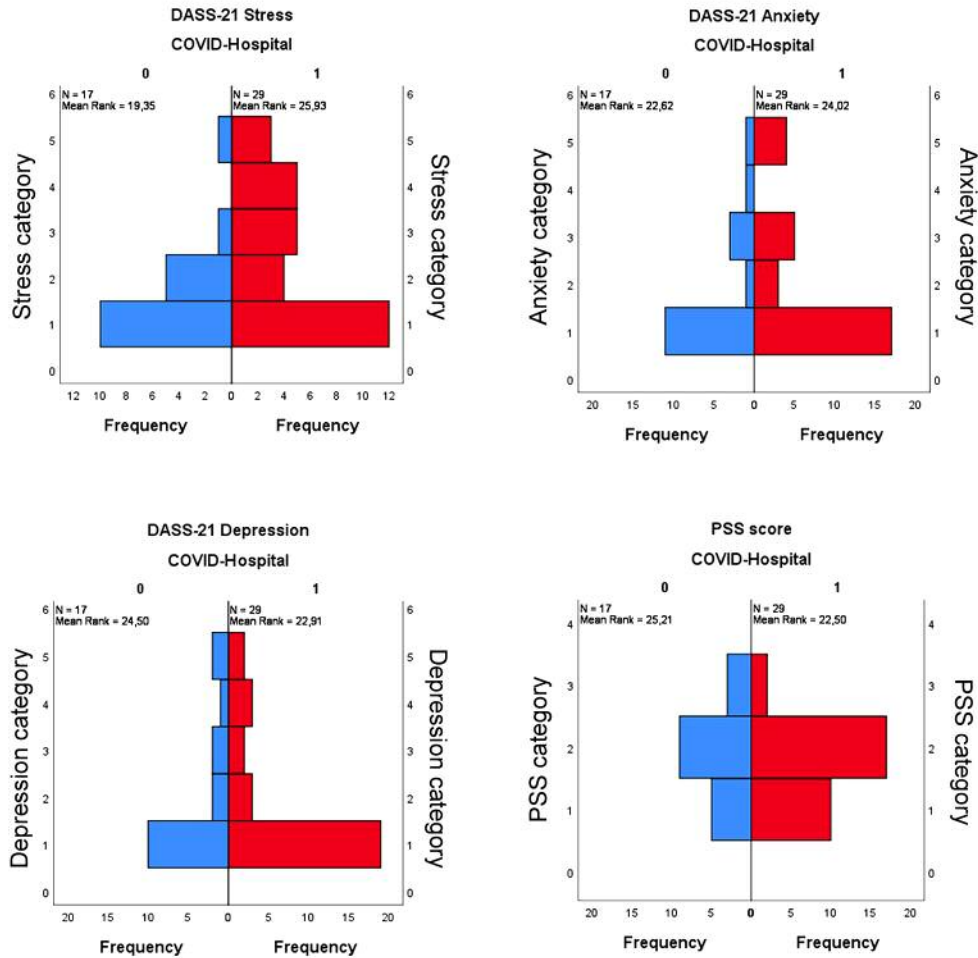 DASS-21 Stress
COVID-Hospital
0 1
N = 17
Mean Rank = 19,35
N = 29
Mean Rank = 25,93
Stress category
6
5
4
3
2
1
0
6
5
4
3
2
1
0
Stress category
12 10 8 6 4 2 0 2 4 6 8 10 12
Frequency Frequency
DASS-21 Anxiety
COVID-Hospital
0 1
N = 17
Mean Rank = 22,62
N = 29
Mean Rank = 24,02
Anxiety category
6
5
4
3
2
1
0
6
5
4
3
2
1
0
Anxiety category
20 15 10 5 0 5 10 15 20
Frequency Frequency
DASS-21 Depression
COVID-Hospital
0 1
N = 17
Mean Rank = 24,50
N = 29
Mean Rank = 22,91
Depression category
6
5
4
3
2
1
0
6
5
4
3
2
1
0
Depression category
20 15 10 5 0 5 10 15 20
Frequency Frequency
PSS score
COVID-Hospital
0 1
N = 17
Mean Rank = 25,21
N = 29
Mean Rank = 22,50
PSS category
4
3
2
1
0
4
3
2
1
0
PSS category
20 15 10 5 0 5 10 15 20
Frequency Frequency